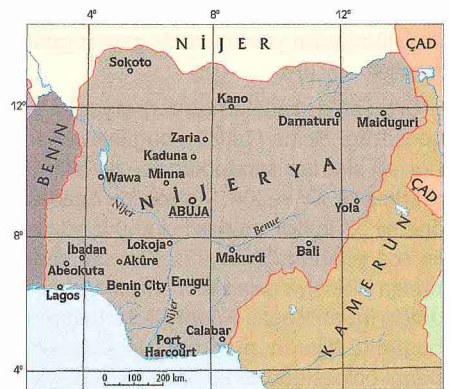 4° 8° 12°
NİJER
ÇAD
Sokoto
12°
Kano
Damaturu
Maiduguri
BENİN
Zaria
Kaduna
Wawa
Minna
NİJERYA
ÇAD
Nijer
ABUJA
Yola
Benue
8°
Lokoja
İbadan
Akûre
Makurdi
Bali
Abeokuta
KAMERUN
Lagos
Benin City
Enugu
Nijer
Port
Harcourt
Calabar
4°
0 100 200 km.